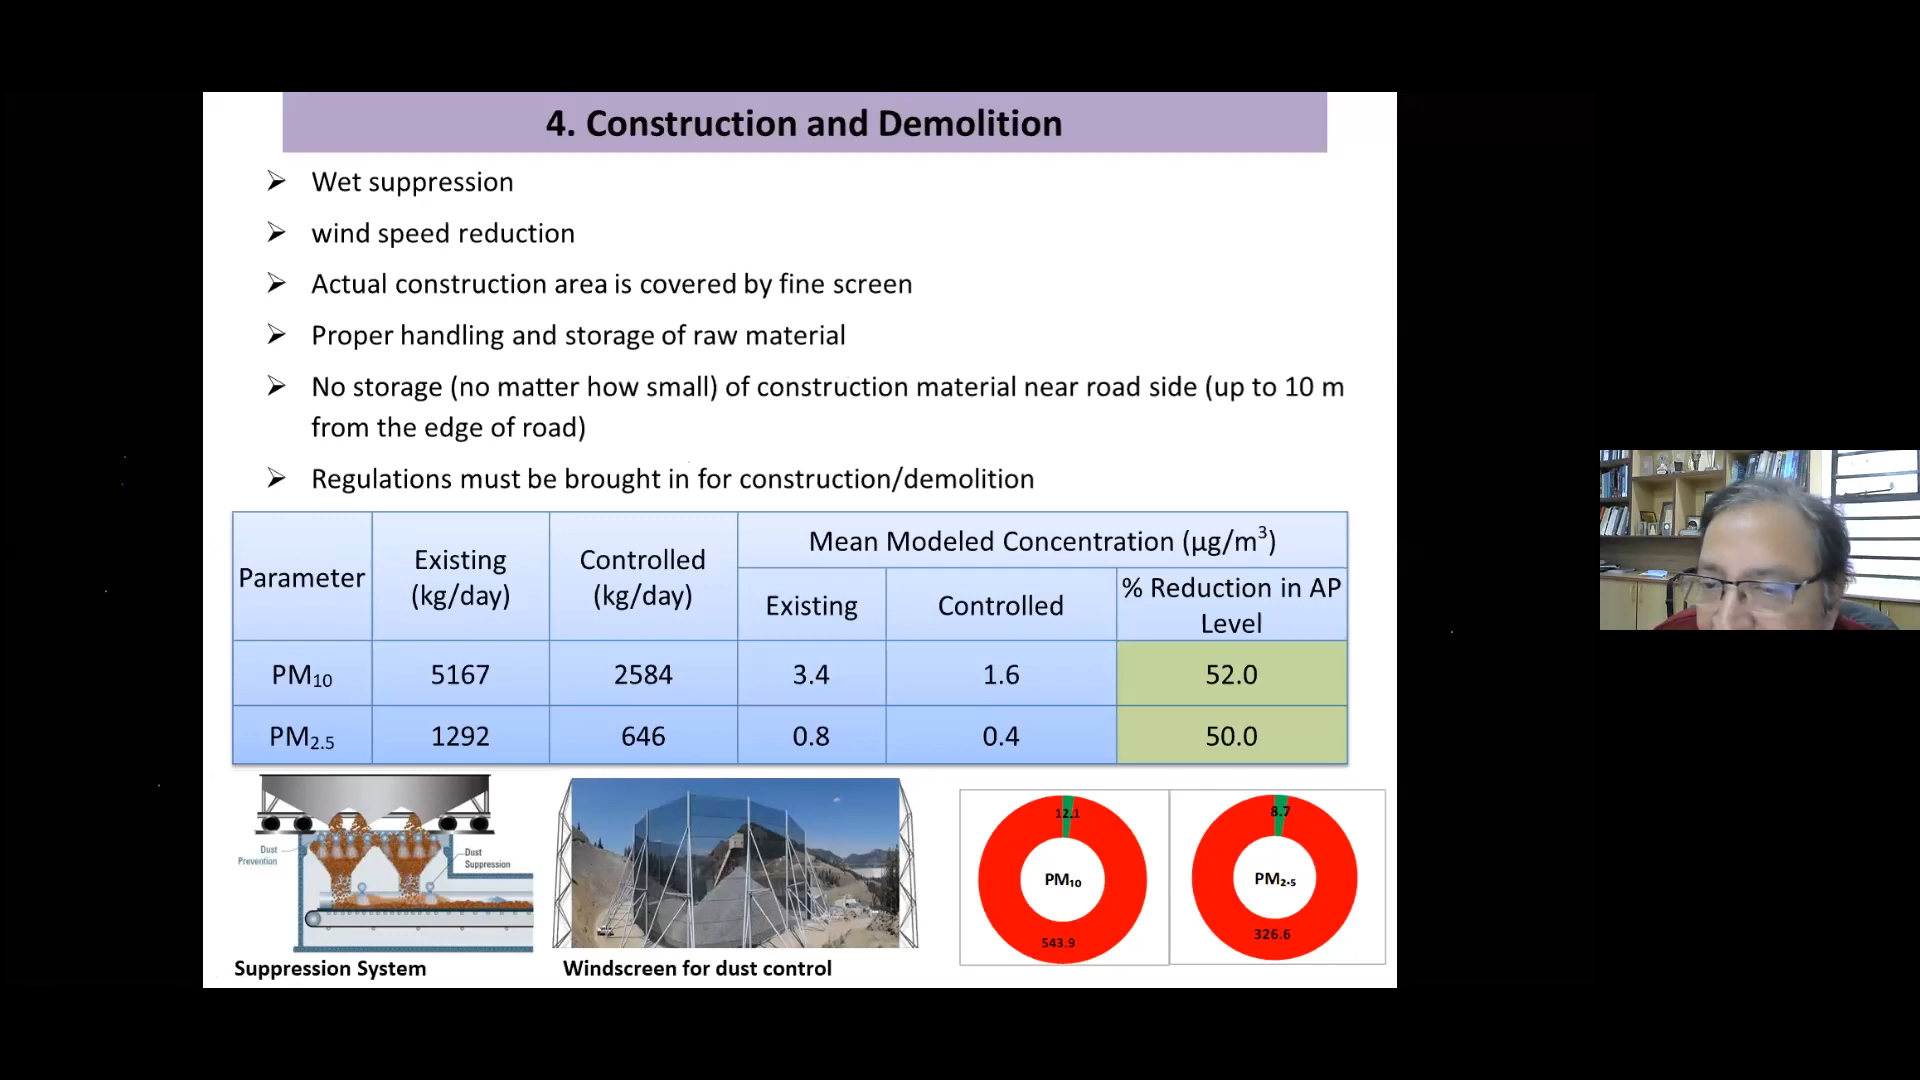 4. Construction and Demolition
➢ Wet suppression
➢ wind speed reduction
➢ Actual construction area is covered by fine screen
➢ Proper handling and storage of raw material
➢ No storage (no matter how small) of construction material near road side (up to 10 m
from the edge of road)
➢ Regulations must be brought in for construction/demolition
Parameter Existing (kg/day) Controlled (kg/day) Mean Modeled Concentration (µg/m³)
Existing Controlled % Reduction in AP Level
PM₁₀ 5167 2584 3.4 1.6 52.0
PM₂.₅ 1292 646 0.8 0.4 50.0
Dust
Prevention
Dust
Suppression
Suppression System
Windscreen for dust control
12.1
PM₁₀
543.9
8.7
PM₂.₅
326.6